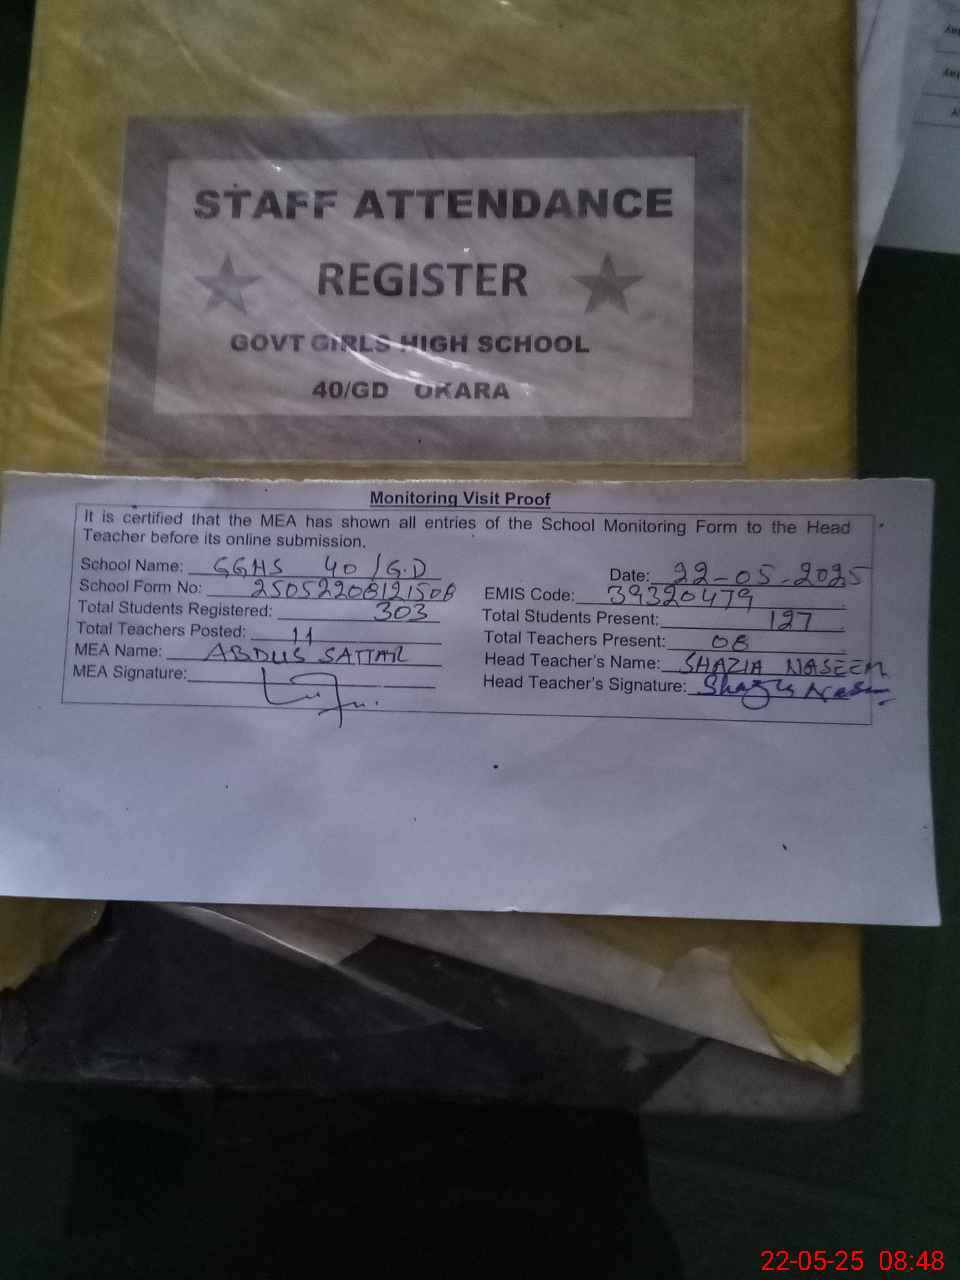 STAFF ATTENDANCE
REGISTER
GOVT GIRLS HIGH SCHOOL
40/GD OKARA
Monitoring Visit Proof
It is certified that the MEA has shown all entries of the School Monitoring Form to the Head
Teacher before its online submission.
School Name: GGHS 40/G.D
Date: 22-05-2025
School Form No: 25052208121508
EMIS Code: 39320479
Total Students Registered: 303
Total Students Present: 127
Total Teachers Posted: 11
Total Teachers Present: 08
MEA Name: ABDUS SATTAR
Head Teacher's Name: SHAZIA NASEEM
MEA Signature:
Head Teacher's Signature: Shazia Naseem
22-05-25 08:48